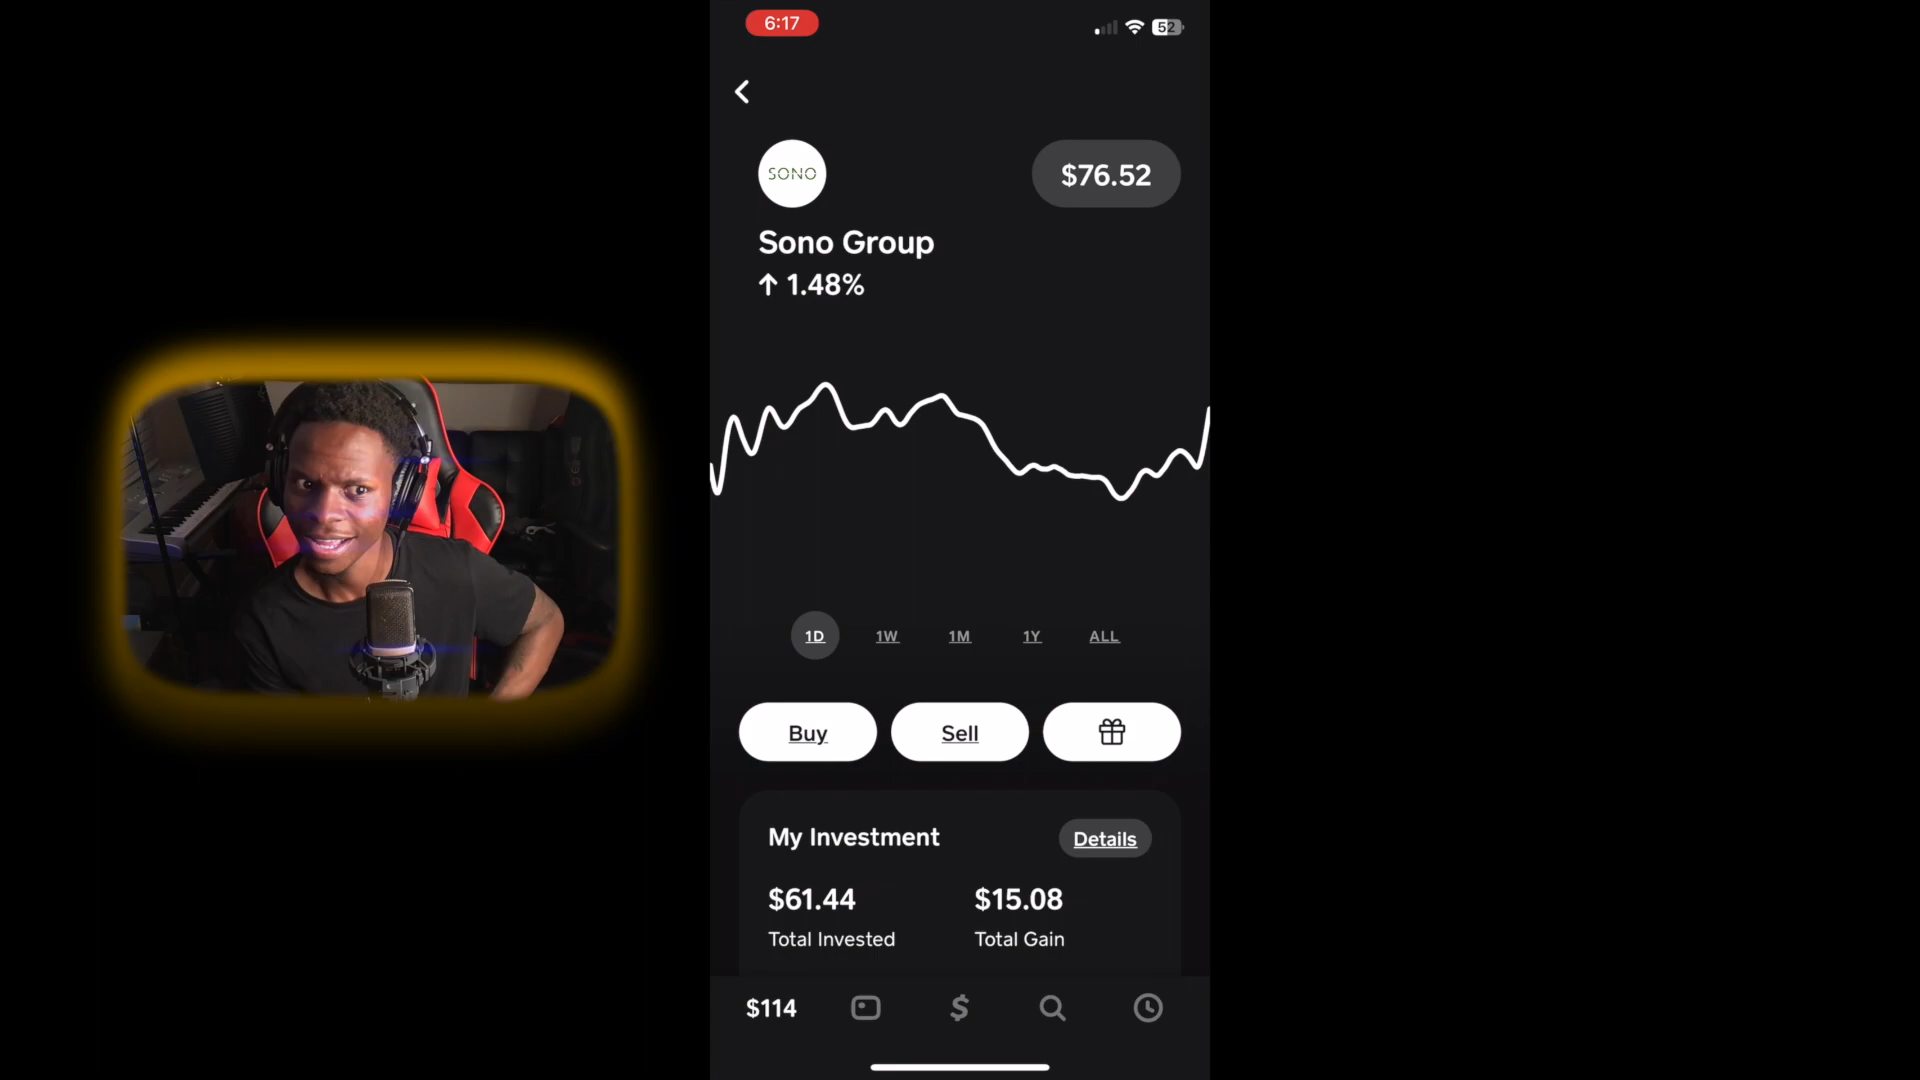 6:17
52
SONO
$76.52
Sono Group
↑ 1.48%
1D 1W 1M 1Y ALL
Buy Sell
My Investment Details
$61.44 $15.08
Total Invested Total Gain
$114 $